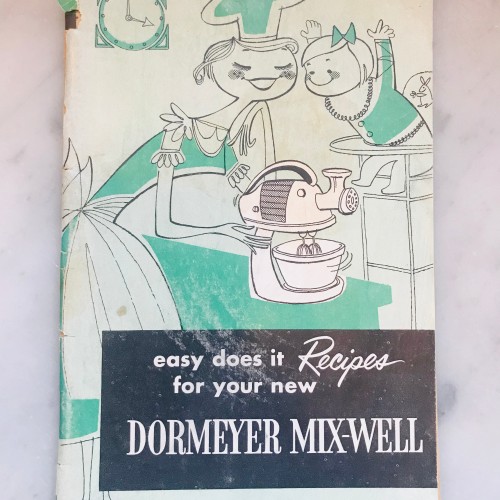 easy does it Recipes
for your new
DORMEYER MIX-WELL